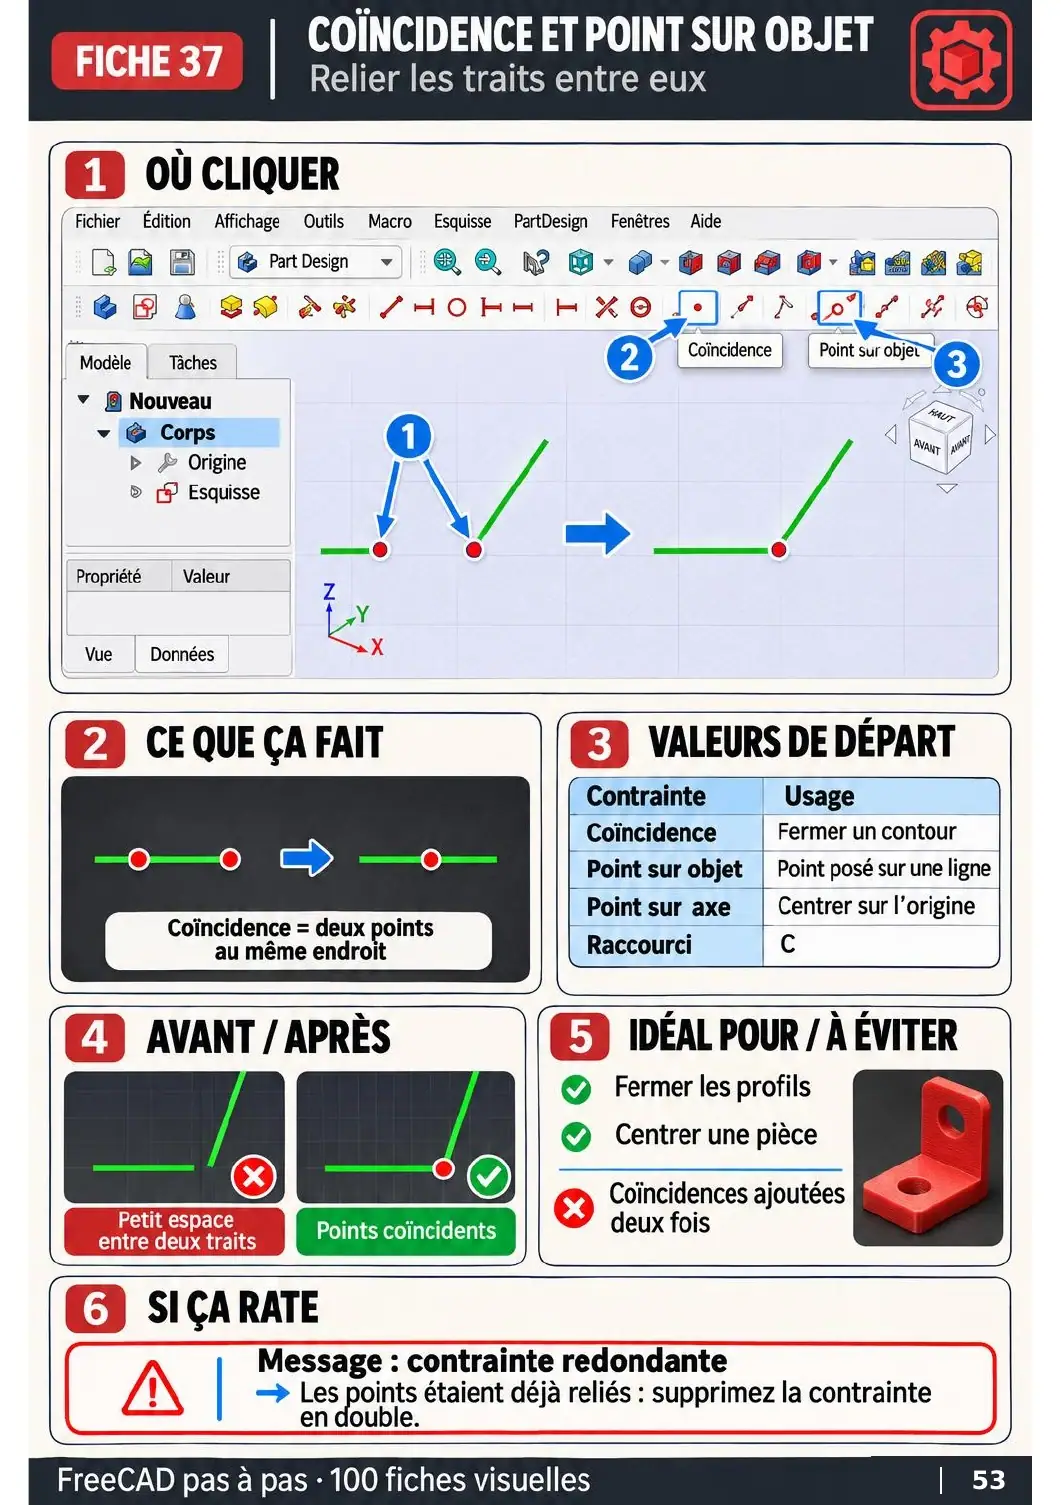 FICHE 37
COÏNCIDENCE ET POINT SUR OBJET
Relier les traits entre eux
1 OÙ CLIQUER
Fichier Édition Affichage Outils Macro Esquisse PartDesign Fenêtres Aide
Part Design
2 Coïncidence Point sur objet 3
Modèle Tâches
Nouveau
Corps
Origine
Esquisse
1
HAUT
AVANT AVANT
Propriété Valeur
Vue Données
Z
Y
X
2 CE QUE ÇA FAIT
Coïncidence = deux points
au même endroit
3 VALEURS DE DÉPART
Contrainte Usage
Coïncidence Fermer un contour
Point sur objet Point posé sur une ligne
Point sur axe Centrer sur l'origine
Raccourci C
4 AVANT / APRÈS
Petit espace
entre deux traits
Points coïncidents
5 IDÉAL POUR / À ÉVITER
Fermer les profils
Centrer une pièce
Coïncidences ajoutées
deux fois
6 SI ÇA RATE
Message : contrainte redondante
Les points étaient déjà reliés : supprimez la contrainte
en double.
FreeCAD pas à pas · 100 fiches visuelles | 53